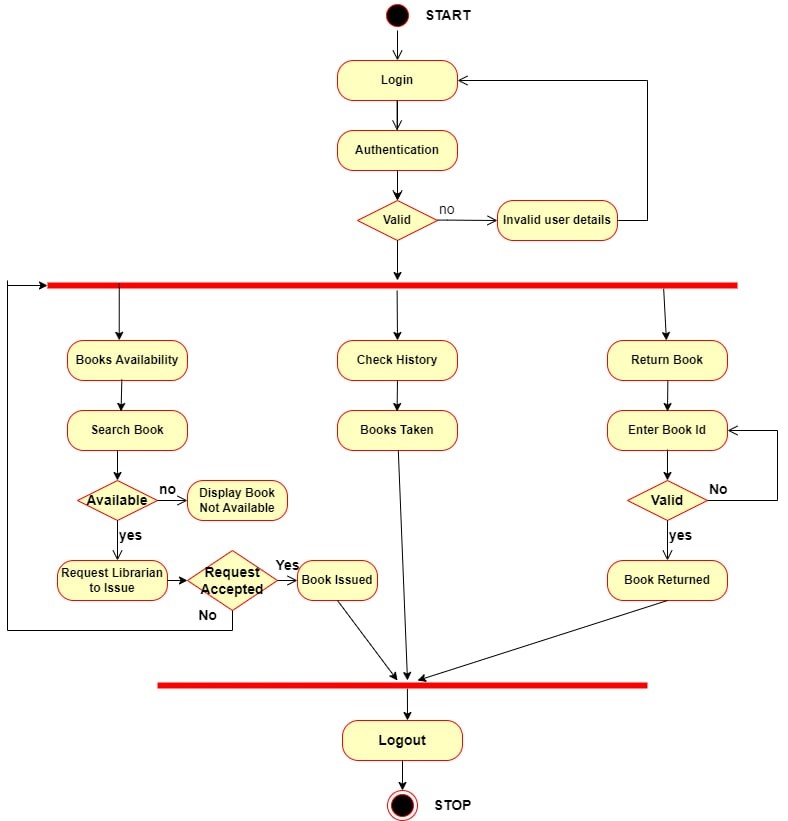 START
Login
Authentication
Valid
no
Invalid user details
Books Availability
Check History
Return Book
Search Book
Books Taken
Enter Book Id
Available
no
Display Book
Not Available
Valid
No
yes
yes
Request Librarian
to Issue
Request
Accepted
Yes
Book Issued
Book Returned
No
Logout
STOP